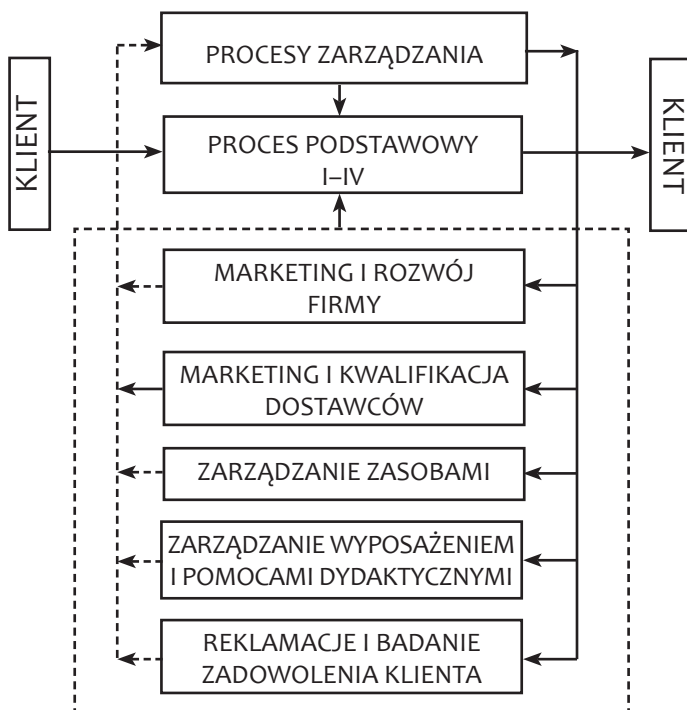 PROCESY ZARZĄDZANIA
KLIENT
PROCES PODSTAWOWY
I–IV
KLIENT
MARKETING I ROZWÓJ
FIRMY
MARKETING I KWALIFIKACJA
DOSTAWCÓW
ZARZĄDZANIE ZASOBAMI
ZARZĄDZANIE WYPOSAŻENIEM
I POMOCAMI DYDAKTYCZNYMI
REKLAMACJE I BADANIE
ZADOWOLENIA KLIENTA